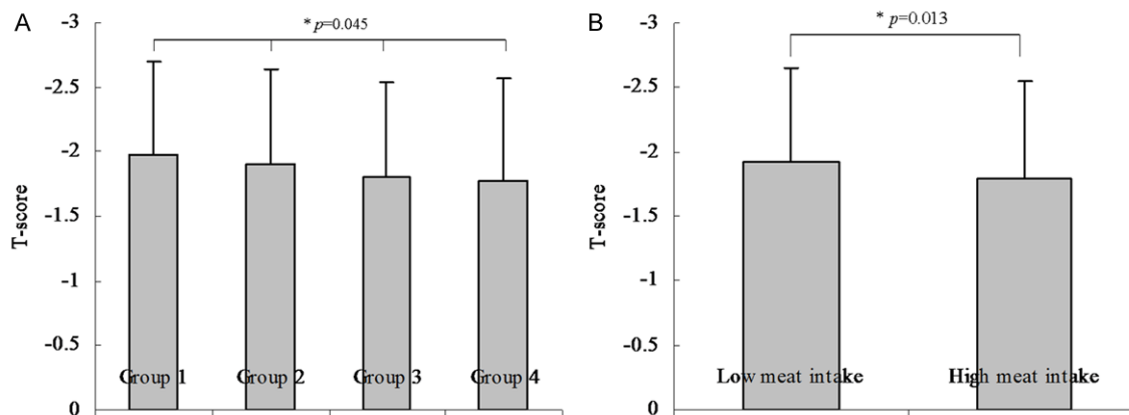 A
* p=0.045
-3
-2.5
-2
-1.5
-1
-0.5
0
T-score
Group 1
Group 2
Group 3
Group 4
B
* p=0.013
-3
-2.5
-2
-1.5
-1
-0.5
0
T-score
Low meat intake
High meat intake